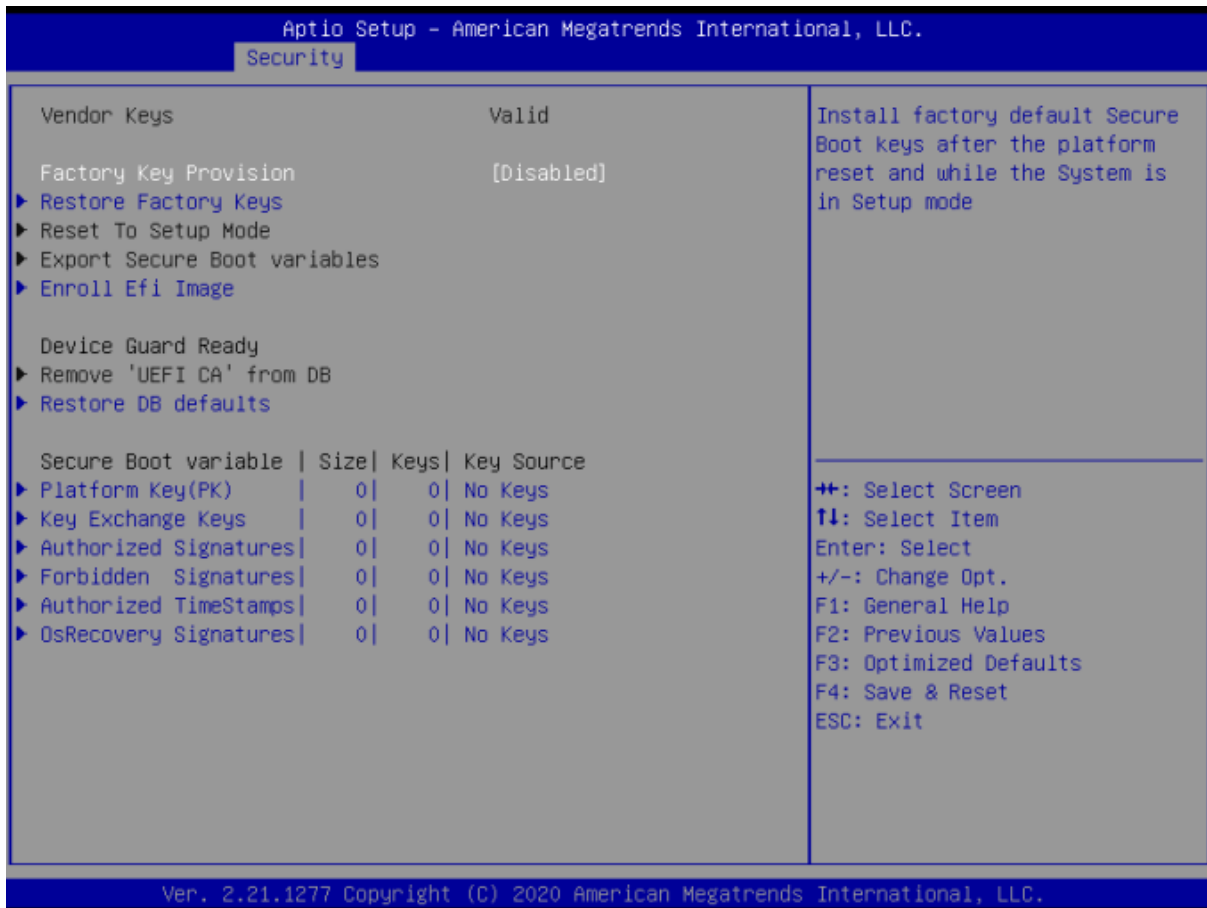 Aptio Setup – American Megatrends International, LLC.
Security
Vendor Keys Valid
Factory Key Provision [Disabled]
▶ Restore Factory Keys
▶ Reset To Setup Mode
▶ Export Secure Boot variables
▶ Enroll Efi Image
Device Guard Ready
▶ Remove 'UEFI CA' from DB
▶ Restore DB defaults
Secure Boot variable | Size| Keys| Key Source
▶ Platform Key(PK) | 0| 0| No Keys
▶ Key Exchange Keys | 0| 0| No Keys
▶ Authorized Signatures| 0| 0| No Keys
▶ Forbidden Signatures| 0| 0| No Keys
▶ Authorized TimeStamps| 0| 0| No Keys
▶ OsRecovery Signatures| 0| 0| No Keys
Install factory default Secure
Boot keys after the platform
reset and while the System is
in Setup mode
→←: Select Screen
↑↓: Select Item
Enter: Select
+/-: Change Opt.
F1: General Help
F2: Previous Values
F3: Optimized Defaults
F4: Save & Reset
ESC: Exit
Ver. 2.21.1277 Copyright (C) 2020 American Megatrends International, LLC.